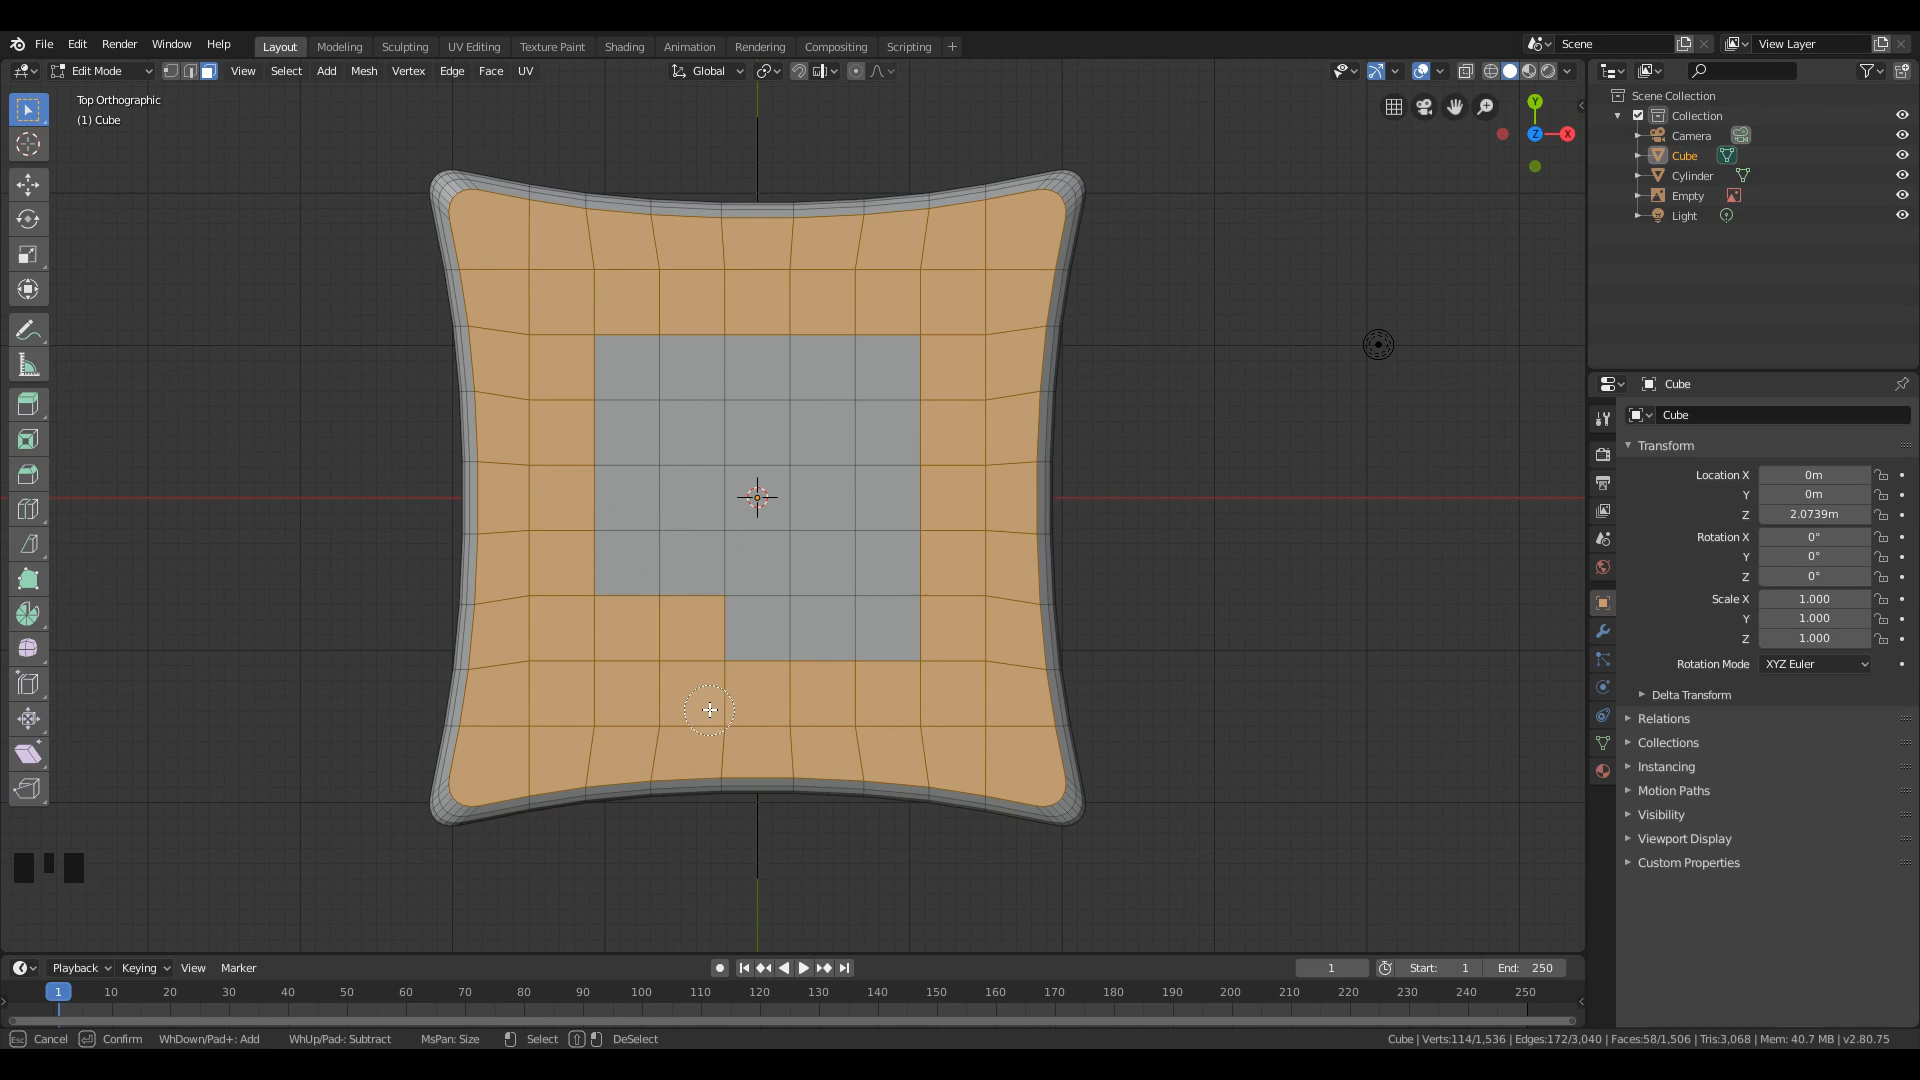 File Edit Render Window Help Layout Modeling Sculpting UV Editing Texture Paint Shading Animation Rendering Compositing Scripting + Scene View Layer
Edit Mode View Select Add Mesh Vertex Edge Face UV Global
Top Orthographic
(1) Cube
Y
Z
X
Scene Collection
Collection
Camera
Cube
Cylinder
Empty
Light
Cube
Cube
Transform
Location X 0m
Y 0m
Z 2.0739m
Rotation X 0°
Y 0°
Z 0°
Scale X 1.000
Y 1.000
Z 1.000
Rotation Mode XYZ Euler
Delta Transform
Relations
Collections
Instancing
Motion Paths
Visibility
Viewport Display
Custom Properties
Playback Keying View Marker 1 Start: 1 End: 250
1 10 20 30 40 50 60 70 80 90 100 110 120 130 140 150 160 170 180 190 200 210 220 230 240 250
Esc Cancel Confirm WhDown/Pad+: Add WhUp/Pad-: Subtract MsPan: Size Select DeSelect Cube | Verts:114/1,536 | Edges:172/3,040 | Faces:58/1,506 | Tris:3,068 | Mem: 40.7 MB | v2.80.75